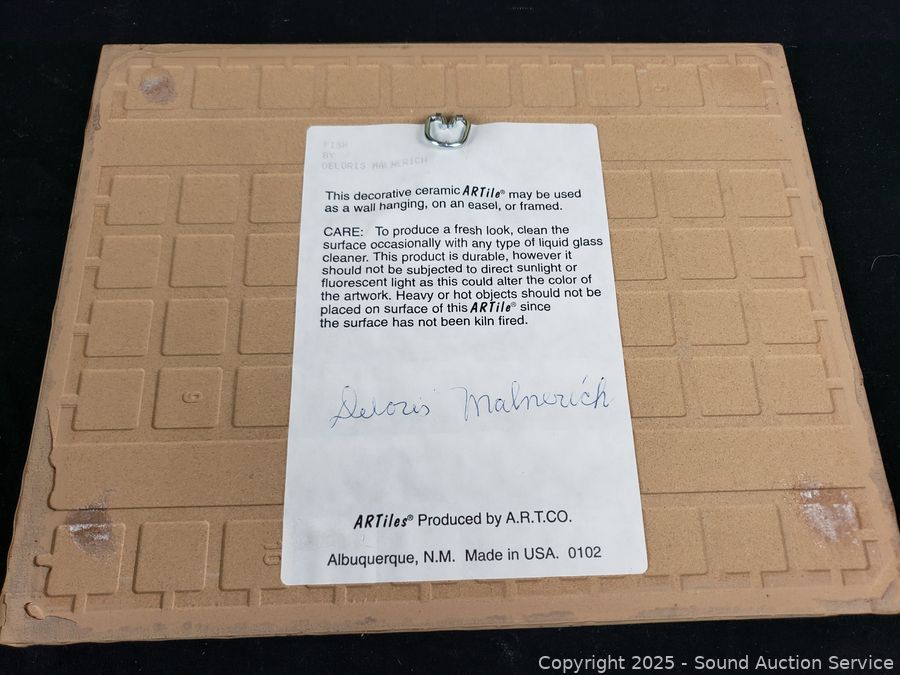 FISH
BY
DELORIS MALNERICH
This decorative ceramic ARTile® may be used
as a wall hanging, on an easel, or framed.
CARE: To produce a fresh look, clean the
surface occasionally with any type of liquid glass
cleaner. This product is durable, however it
should not be subjected to direct sunlight or
fluorescent light as this could alter the color of
the artwork. Heavy or hot objects should not be
placed on surface of this ARTile® since
the surface has not been kiln fired.
Deloris Malnerich
ARTiles® Produced by A.R.T.CO.
Albuquerque, N.M. Made in USA. 0102
Copyright 2025 - Sound Auction Service